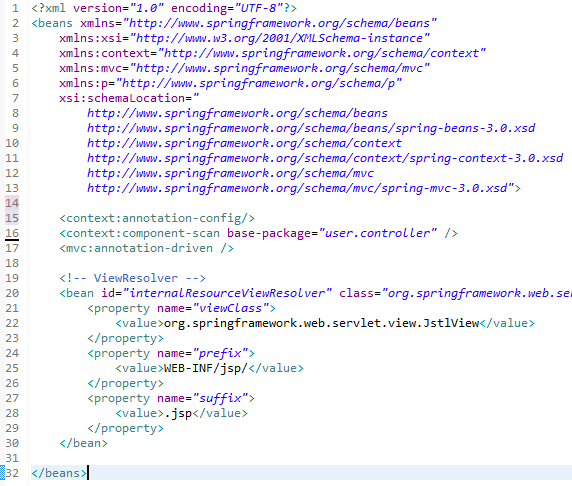 1 <?xml version="1.0" encoding="UTF-8"?>
2 <beans xmlns="http://www.springframework.org/schema/beans"
3     xmlns:xsi="http://www.w3.org/2001/XMLSchema-instance"
4     xmlns:context="http://www.springframework.org/schema/context"
5     xmlns:mvc="http://www.springframework.org/schema/mvc"
6     xmlns:p="http://www.springframework.org/schema/p"
7     xsi:schemaLocation="
8         http://www.springframework.org/schema/beans
9         http://www.springframework.org/schema/beans/spring-beans-3.0.xsd
10         http://www.springframework.org/schema/context
11         http://www.springframework.org/schema/context/spring-context-3.0.xsd
12         http://www.springframework.org/schema/mvc
13         http://www.springframework.org/schema/mvc/spring-mvc-3.0.xsd">
14
15     <context:annotation-config/>
16     <context:component-scan base-package="user.controller" />
17     <mvc:annotation-driven />
18
19     <!-- ViewResolver -->
20     <bean id="internalResourceViewResolver" class="org.springframework.web.se
21         <property name="viewClass">
22             <value>org.springframework.web.servlet.view.JstlView</value>
23         </property>
24         <property name="prefix">
25             <value>WEB-INF/jsp/</value>
26         </property>
27         <property name="suffix">
28             <value>.jsp</value>
29         </property>
30     </bean>
31
32 </beans>